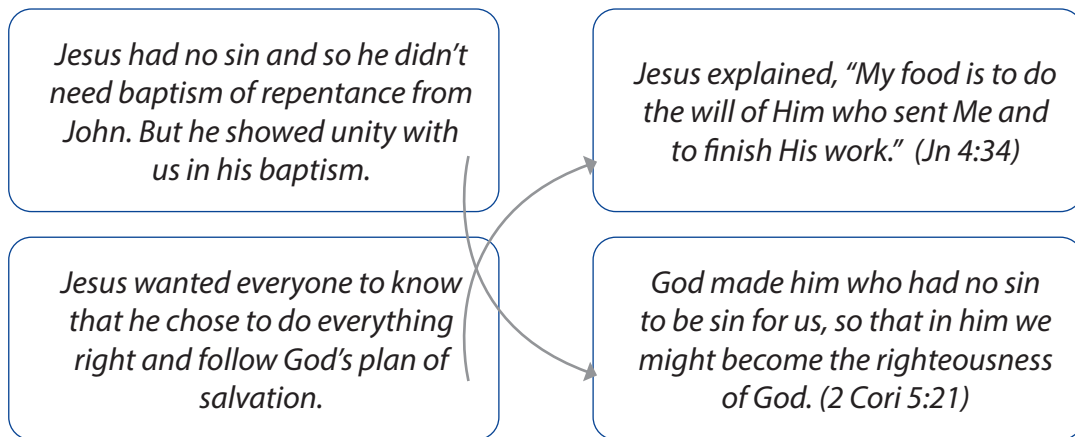 Jesus had no sin and so he didn’t
need baptism of repentance from
John. But he showed unity with
us in his baptism.
Jesus explained, “My food is to do
the will of Him who sent Me and
to finish His work.” (Jn 4:34)
Jesus wanted everyone to know
that he chose to do everything
right and follow God’s plan of
salvation.
God made him who had no sin
to be sin for us, so that in him we
might become the righteousness
of God. (2 Cori 5:21)